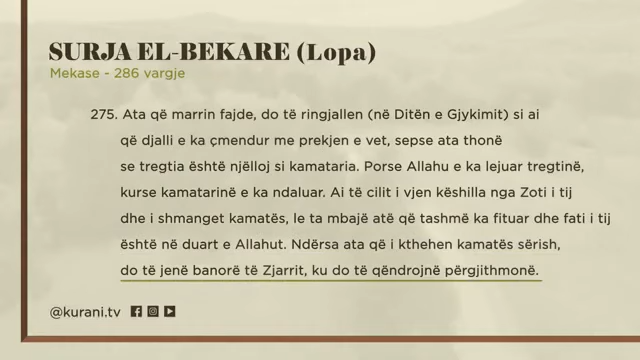 SURJA EL-BEKARE (Lopa)
Mekase - 286 vargje
275. Ata që marrin fajde, do të ringjallen (në Ditën e Gjykimit) si ai
që djalli e ka çmendur me prekjen e vet, sepse ata thonë
se tregtia është njëlloj si kamataria. Porse Allahu e ka lejuar tregtinë,
kurse kamatarinë e ka ndaluar. Ai të cilit i vjen këshilla nga Zoti i tij
dhe i shmanget kamatës, le ta mbajë atë që tashmë ka fituar dhe fati i tij
është në duart e Allahut. Ndërsa ata që i kthehen kamatës sërish,
do të jenë banorë të Zjarrit, ku do të qëndrojnë përgjithmonë.
@kurani.tv